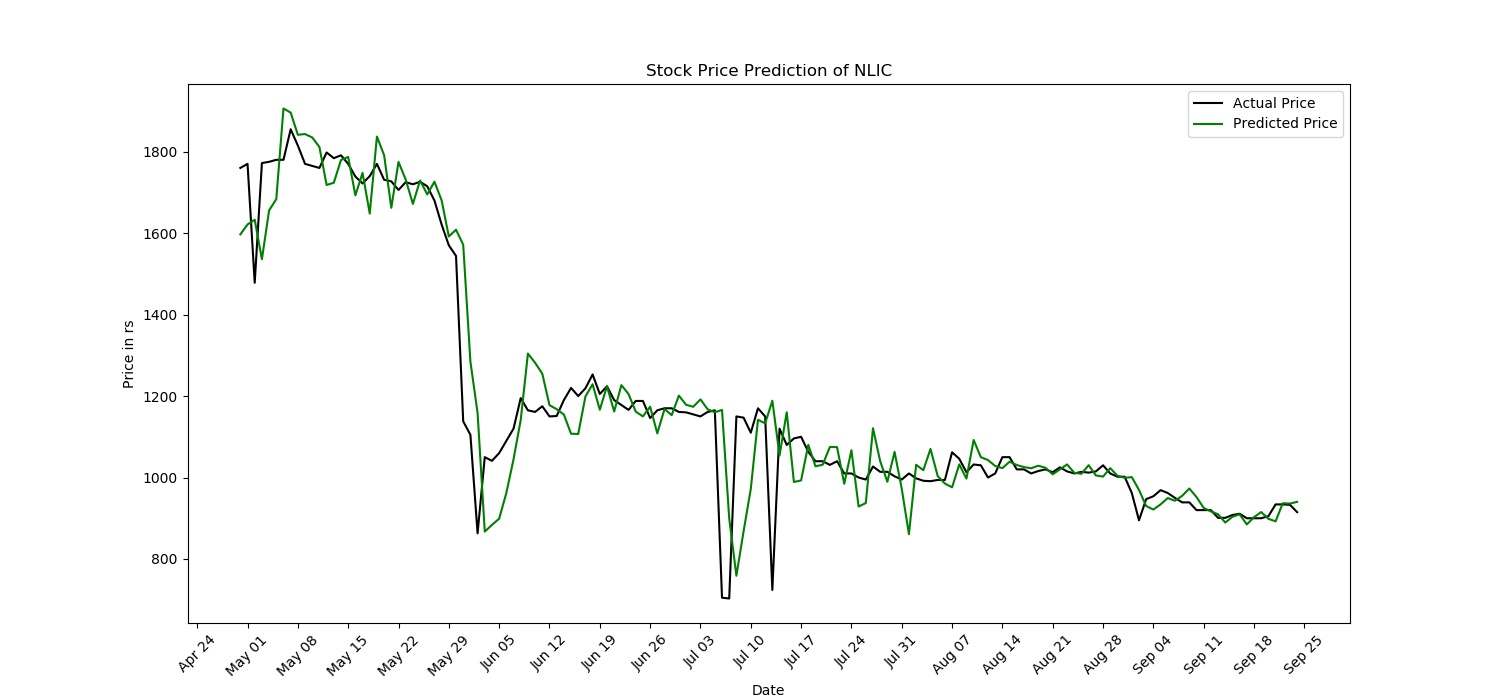 Stock Price Prediction of NLIC
Actual Price
Predicted Price
Price in rs
1800
1600
1400
1200
1000
800
Apr 24
May 01
May 08
May 15
May 22
May 29
Jun 05
Jun 12
Jun 19
Jun 26
Jul 03
Jul 10
Jul 17
Jul 24
Jul 31
Aug 07
Aug 14
Aug 21
Aug 28
Sep 04
Sep 11
Sep 18
Sep 25
Date